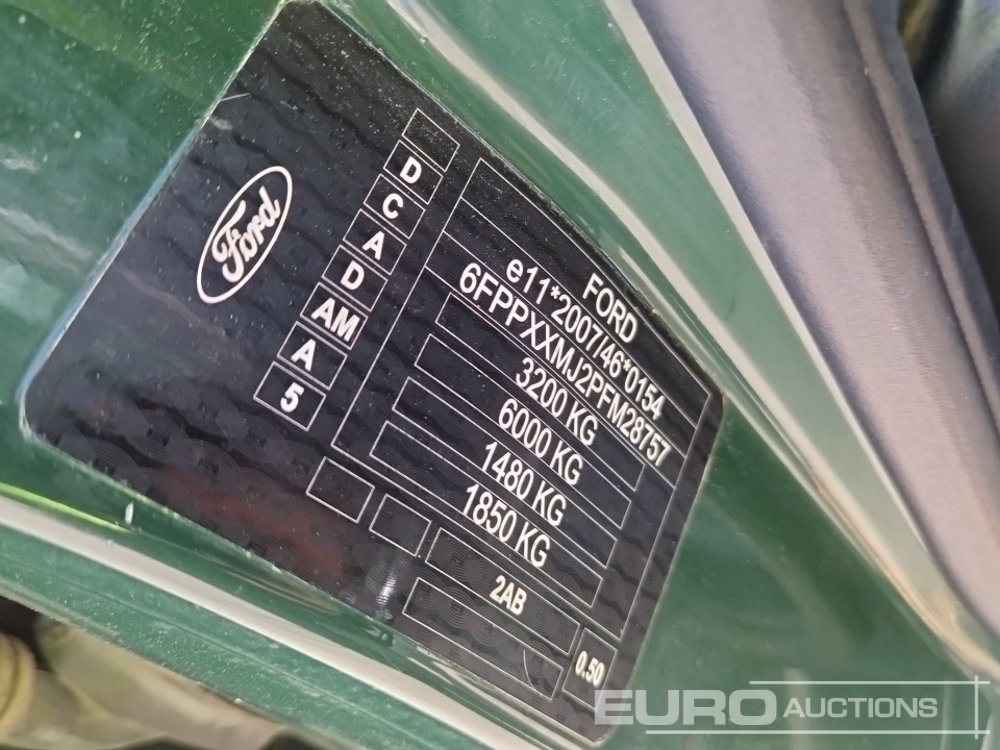 Ford
FORD
e11*2007/46*0154
6FPPXXMJ2PFM28757
3200 KG
6000 KG
1480 KG
1850 KG
D
C
A
D
AM
A
5
2AB
0.50
EURO AUCTIONS